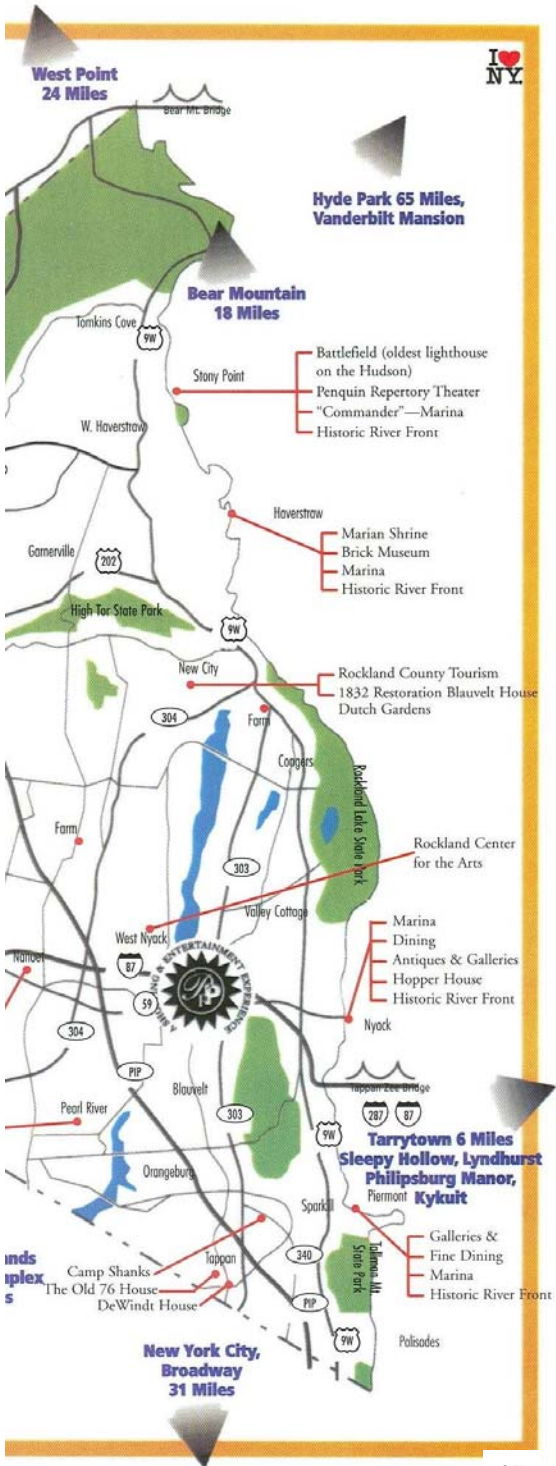 I ♥
NY.
West Point
24 Miles
Bear Mt. Bridge
Hyde Park 65 Miles,
Vanderbilt Mansion
Bear Mountain
18 Miles
Tomkins Cove
9W
Stony Point
Battlefield (oldest lighthouse
on the Hudson)
Penquin Repertory Theater
"Commander"—Marina
Historic River Front
W. Haverstraw
Haverstraw
Marian Shrine
Brick Museum
Marina
Historic River Front
Garnerville
202
High Tor State Park
9W
New City
Rockland County Tourism
1832 Restoration Blauvelt House
Dutch Gardens
304
Farm
Congers
Rockland Lake State Park
Farm
303
Rockland Center
for the Arts
Valley Cottage
West Nyack
Marina
Dining
Antiques & Galleries
Hopper House
Historic River Front
Nanuet
87
A SHOPPING & ENTERTAINMENT EXPERIENCE
59
Nyack
304
PIP
Blauvelt
Tappan Zee Bridge
287
87
303
Pearl River
9W
Tarrytown 6 Miles
Sleepy Hollow, Lyndhurst
Philipsburg Manor,
Kykuit
Orangeburg
Sparkill
Piermont
Galleries &
Fine Dining
Marina
Historic River Front
Tallman Mt.
State Park
340
Tappan
Camp Shanks
The Old 76 House
DeWindt House
PIP
9W
Palisades
New York City,
Broadway
31 Miles